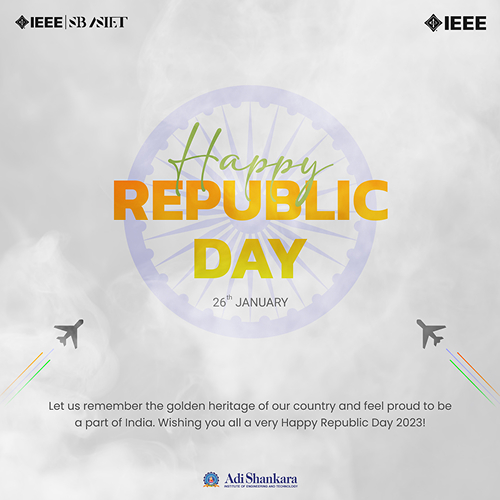 IEEE | SB ASIET
IEEE
Happy
REPUBLIC
DAY
26th JANUARY
Let us remember the golden heritage of our country and feel proud to be
a part of India. Wishing you all a very Happy Republic Day 2023!
Adi Shankara
INSTITUTE OF ENGINEERING AND TECHNOLOGY